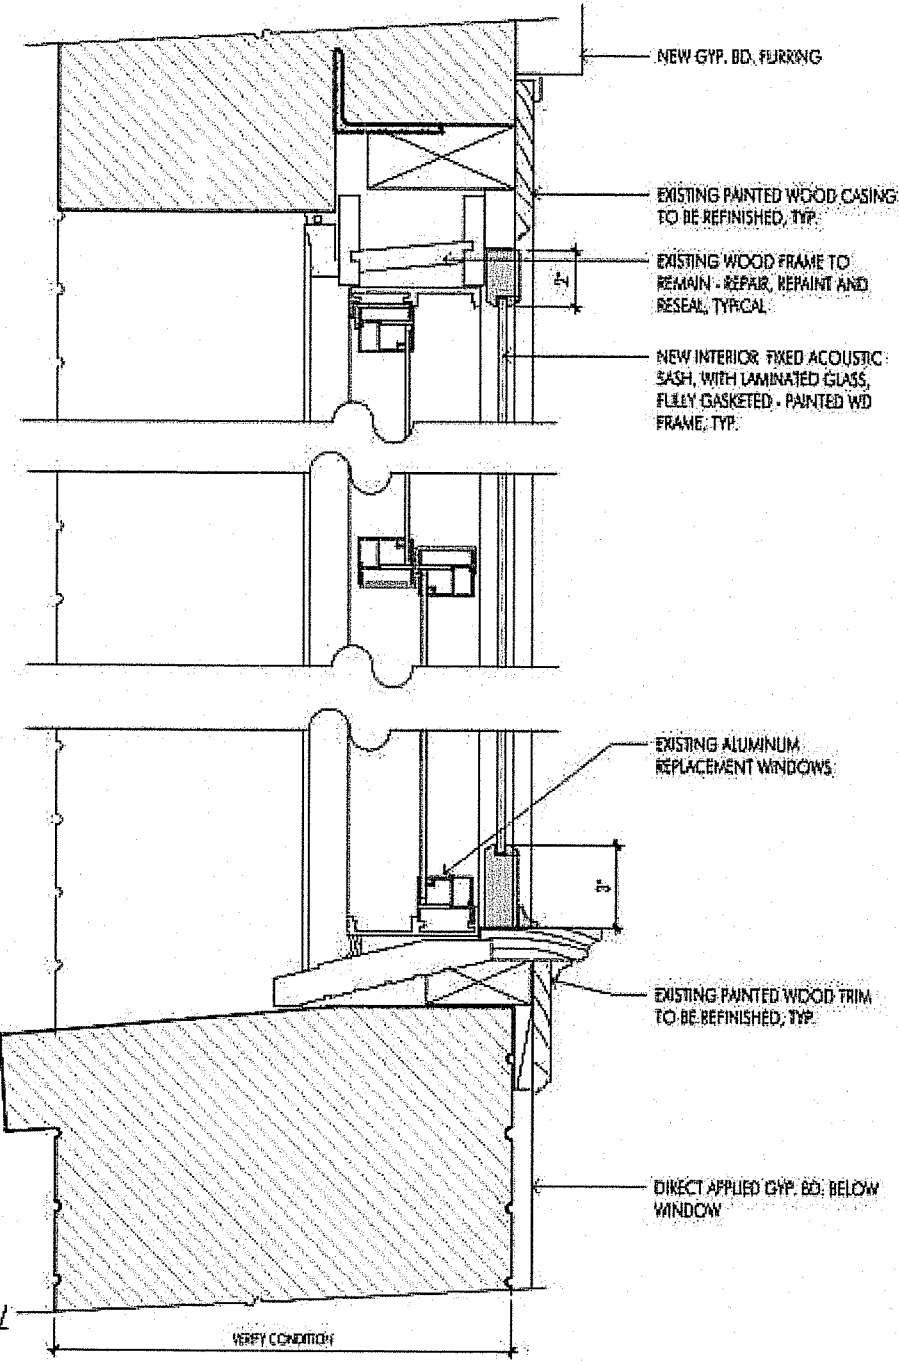 NEW GYP. BD. FURRING
EXISTING PAINTED WOOD CASING
TO BE REFINISHED, TYP.
EXISTING WOOD FRAME TO
REMAIN - REPAIR, REPAINT AND
RESEAL, TYPICAL
2"
NEW INTERIOR FIXED ACOUSTIC
SASH, WITH LAMINATED GLASS,
FULLY GASKETED - PAINTED WD
FRAME, TYP.
EXISTING ALUMINUM
REPLACEMENT WINDOWS
3"
EXISTING PAINTED WOOD TRIM
TO BE REFINISHED, TYP.
DIRECT APPLIED GYP. BD. BELOW
WINDOW
VERIFY CONDITION